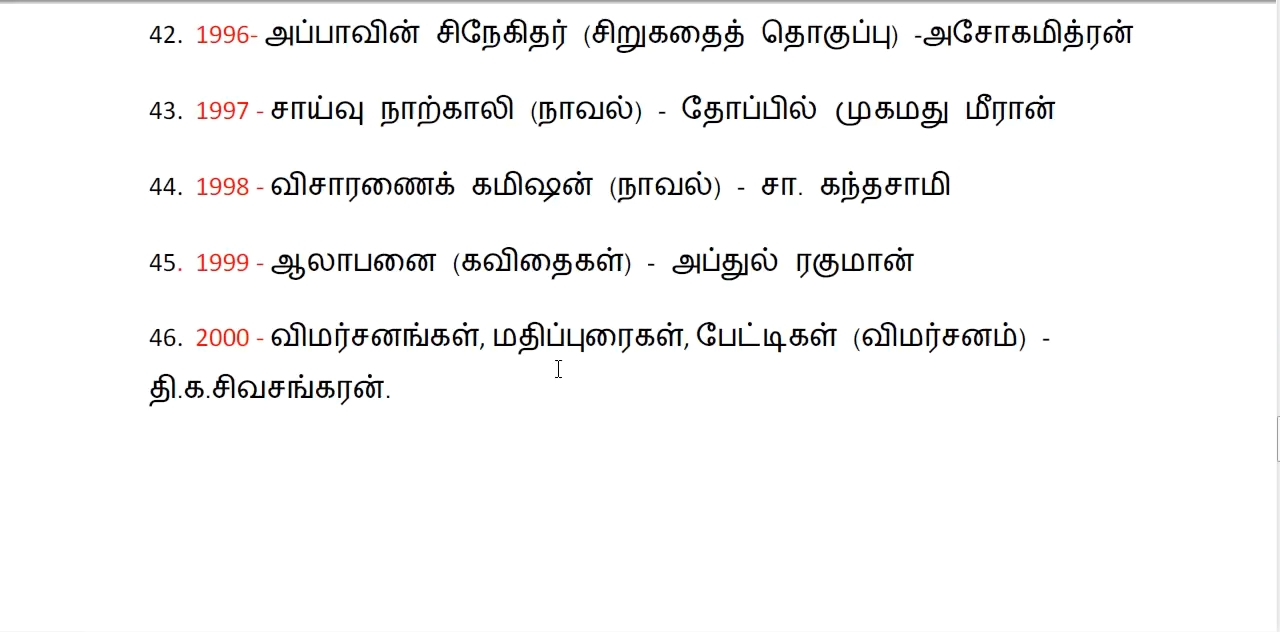 42. 1996- அப்பாவின் சிநேகிதர் (சிறுகதைத் தொகுப்பு) -அசோகமித்ரன்
43. 1997 - சாய்வு நாற்காலி (நாவல்) - தோப்பில் முகமது மீரான்
44. 1998 - விசாரணைக் கமிஷன் (நாவல்) - சா. கந்தசாமி
45. 1999 - ஆலாபனை (கவிதைகள்) - அப்துல் ரகுமான்
46. 2000 - விமர்சனங்கள், மதிப்புரைகள், பேட்டிகள் (விமர்சனம்) -
தி.க.சிவசங்கரன்.